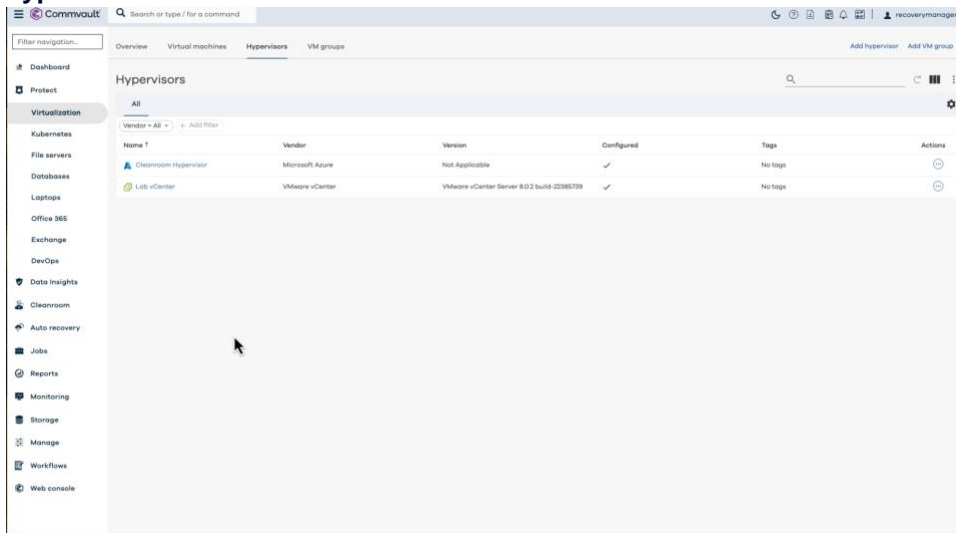 Commvault
Search or type / for a command
recoverymanager
Filter navigation..
Overview Virtual machines Hypervisors VM groups
Add hypervisor Add VM group
Dashboard
Protect
Virtualization
Kubernetes
File servers
Databases
Laptops
Office 365
Exchange
DevOps
Data Insights
Cleanroom
Auto recovery
Jobs
Reports
Monitoring
Storage
Manage
Workflows
Web console
Hypervisors
All
Vendor = All + Add filter
Name ↑ Vendor Version Configured Tags Actions
Cleanroom Hypervisor Microsoft Azure Not Applicable ✓ No tags
Lab vCenter VMware vCenter VMware vCenter Server 8.0.2 build-22385739 ✓ No tags